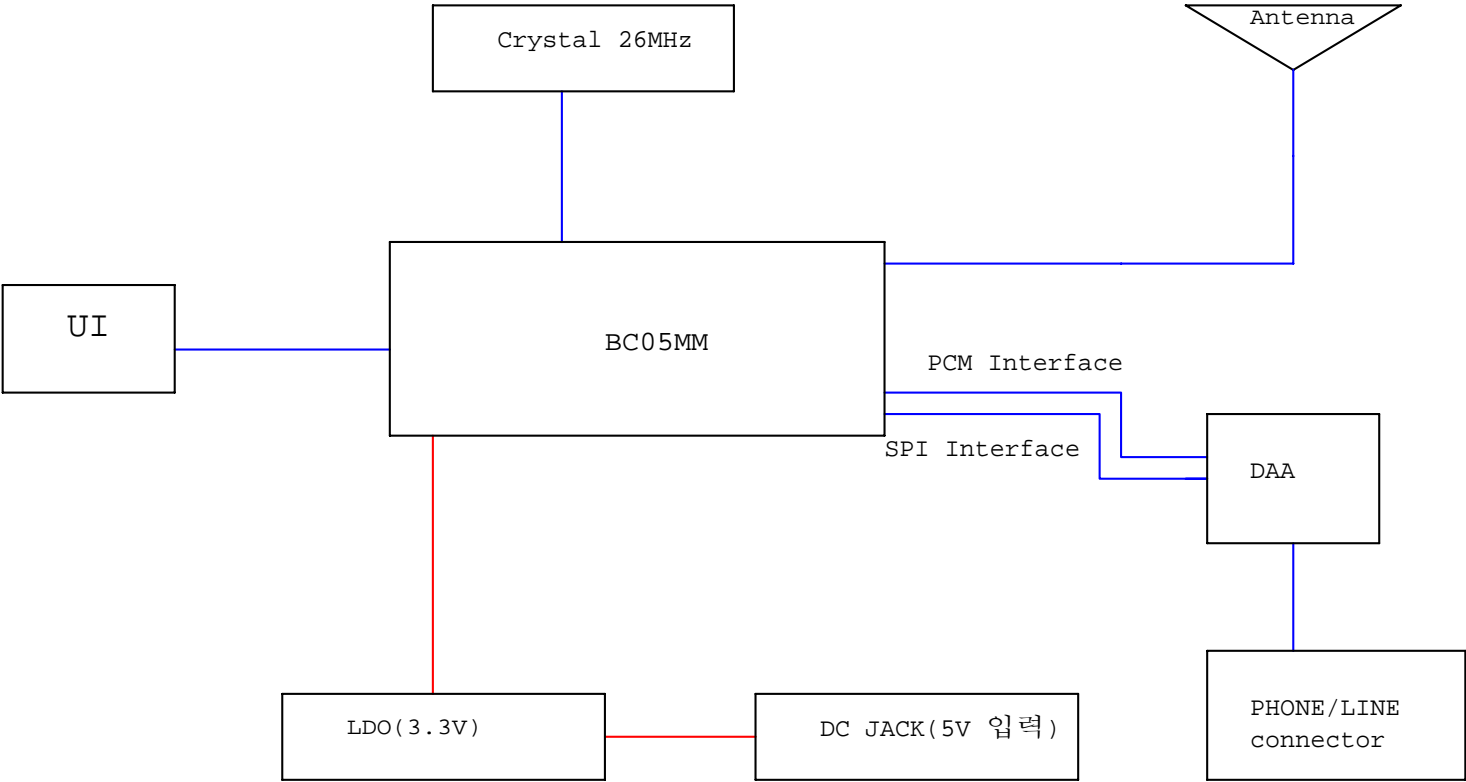 Crystal 26MHz
Antenna
UI
BC05MM
PCM Interface
SPI Interface
DAA
LDO(3.3V)
DC JACK(5V 입력)
PHONE/LINE
connector